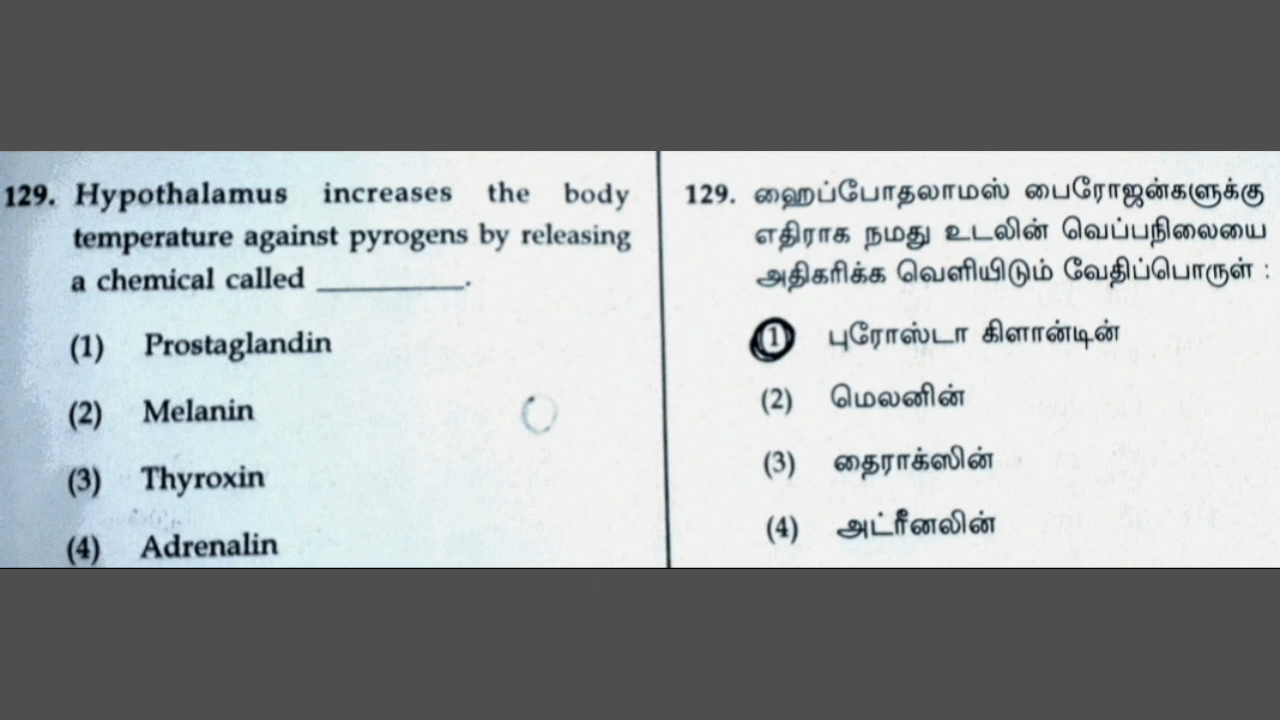 129. Hypothalamus increases the body
temperature against pyrogens by releasing
a chemical called ________.
(1) Prostaglandin
(2) Melanin
(3) Thyroxin
(4) Adrenalin
129. ஹைப்போதலாமஸ் பைரோஜன்களுக்கு
எதிராக நமது உடலின் வெப்பநிலையை
அதிகரிக்க வெளியிடும் வேதிப்பொருள் :
(1) புரோஸ்டா கிளான்டின்
(2) மெலனின்
(3) தைராக்ஸின்
(4) அட்ரீனலின்